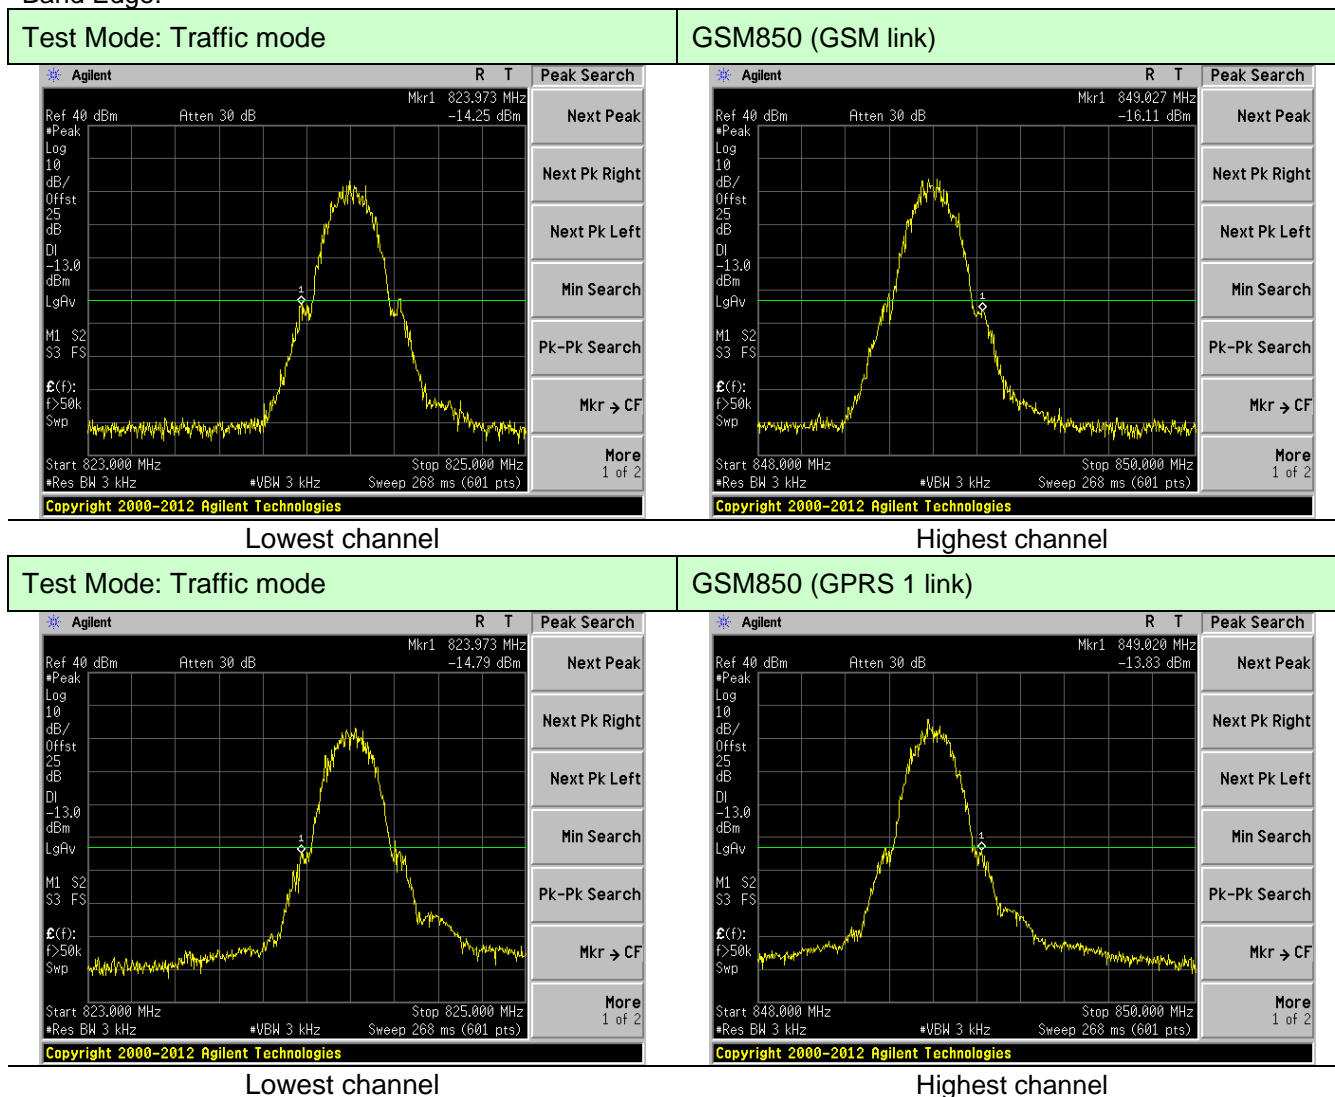 Band Edge:
Test Mode: Traffic mode
GSM850 (GSM link)
Agilent R T Peak Search
Mkr1 823.973 MHz
Ref 40 dBm Atten 30 dB -14.25 dBm
#Peak
Log
10
dB/
Offst
25
dB
DI
-13.0
dBm
LgAv
M1 S2
S3 FS
£(f):
f>50k
Swp
1
Start 823.000 MHz Stop 825.000 MHz
#Res BW 3 kHz #VBW 3 kHz Sweep 268 ms (601 pts)
Next Peak
Next Pk Right
Next Pk Left
Min Search
Pk-Pk Search
Mkr → CF
More
1 of 2
Copyright 2000-2012 Agilent Technologies
Lowest channel
Agilent R T Peak Search
Mkr1 849.027 MHz
Ref 40 dBm Atten 30 dB -16.11 dBm
#Peak
Log
10
dB/
Offst
25
dB
DI
-13.0
dBm
LgAv
M1 S2
S3 FS
£(f):
f>50k
Swp
1
Start 848.000 MHz Stop 850.000 MHz
#Res BW 3 kHz #VBW 3 kHz Sweep 268 ms (601 pts)
Next Peak
Next Pk Right
Next Pk Left
Min Search
Pk-Pk Search
Mkr → CF
More
1 of 2
Copyright 2000-2012 Agilent Technologies
Highest channel
Test Mode: Traffic mode
GSM850 (GPRS 1 link)
Agilent R T Peak Search
Mkr1 823.973 MHz
Ref 40 dBm Atten 30 dB -14.79 dBm
#Peak
Log
10
dB/
Offst
25
dB
DI
-13.0
dBm
LgAv
M1 S2
S3 FS
£(f):
f>50k
Swp
1
Start 823.000 MHz Stop 825.000 MHz
#Res BW 3 kHz #VBW 3 kHz Sweep 268 ms (601 pts)
Next Peak
Next Pk Right
Next Pk Left
Min Search
Pk-Pk Search
Mkr → CF
More
1 of 2
Copyright 2000-2012 Agilent Technologies
Lowest channel
Agilent R T Peak Search
Mkr1 849.020 MHz
Ref 40 dBm Atten 30 dB -13.83 dBm
#Peak
Log
10
dB/
Offst
25
dB
DI
-13.0
dBm
LgAv
M1 S2
S3 FS
£(f):
f>50k
Swp
1
Start 848.000 MHz Stop 850.000 MHz
#Res BW 3 kHz #VBW 3 kHz Sweep 268 ms (601 pts)
Next Peak
Next Pk Right
Next Pk Left
Min Search
Pk-Pk Search
Mkr → CF
More
1 of 2
Copyright 2000-2012 Agilent Technologies
Highest channel